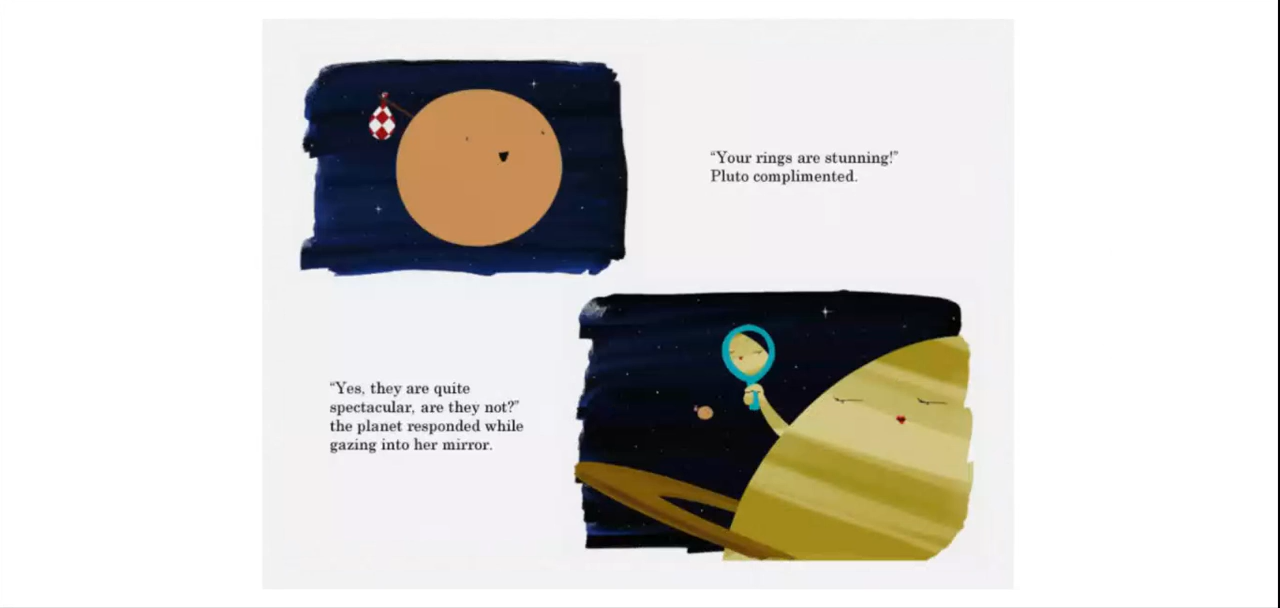 “Your rings are stunning!”
Pluto complimented.
“Yes, they are quite
spectacular, are they not?”
the planet responded while
gazing into her mirror.